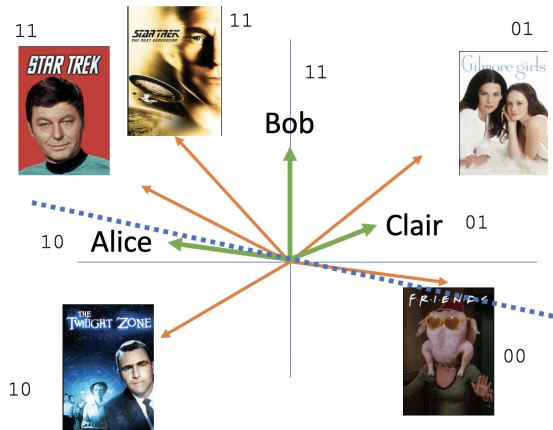 11
STAR TREK
11
STAR TREK
THE NEXT GENERATION
01
Gilmore girls
11
Bob
Clair
01
10
Alice
THE
TWILIGHT ZONE
10
FRIENDS
00